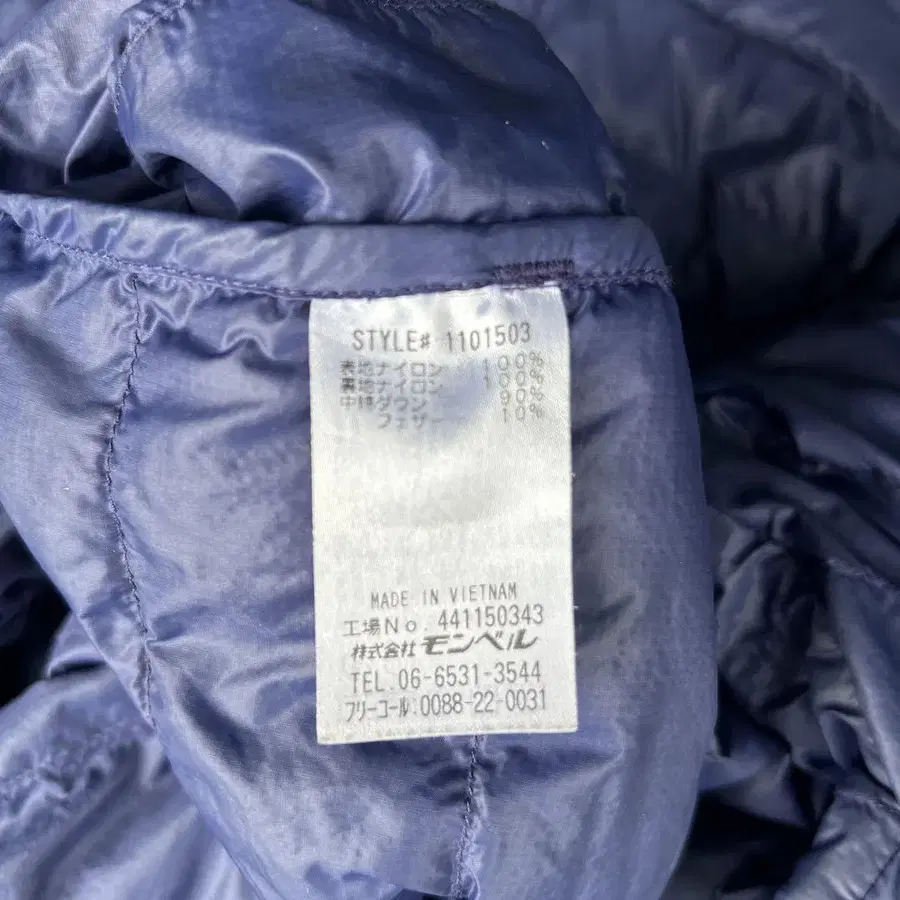 STYLE# 1101503
表地ナイロン 100%
裏地ナイロン 100%
中綿ダウン 90%
フェザー 10%
MADE IN VIETNAM
工場No. 441150343
株式会社モンベル
TEL.06-6531-3544
フリーコール:0088-22-0031